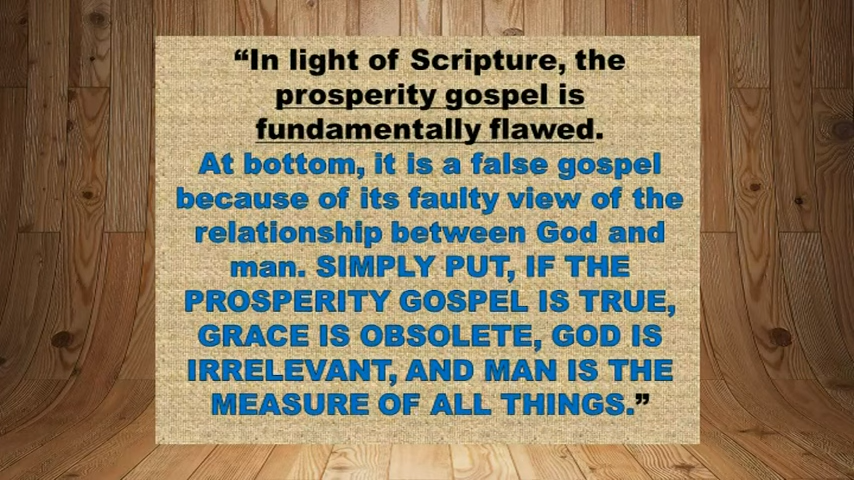 “In light of Scripture, the
prosperity gospel is
fundamentally flawed.
At bottom, it is a false gospel
because of its faulty view of the
relationship between God and
man. SIMPLY PUT, IF THE
PROSPERITY GOSPEL IS TRUE,
GRACE IS OBSOLETE, GOD IS
IRRELEVANT, AND MAN IS THE
MEASURE OF ALL THINGS.”